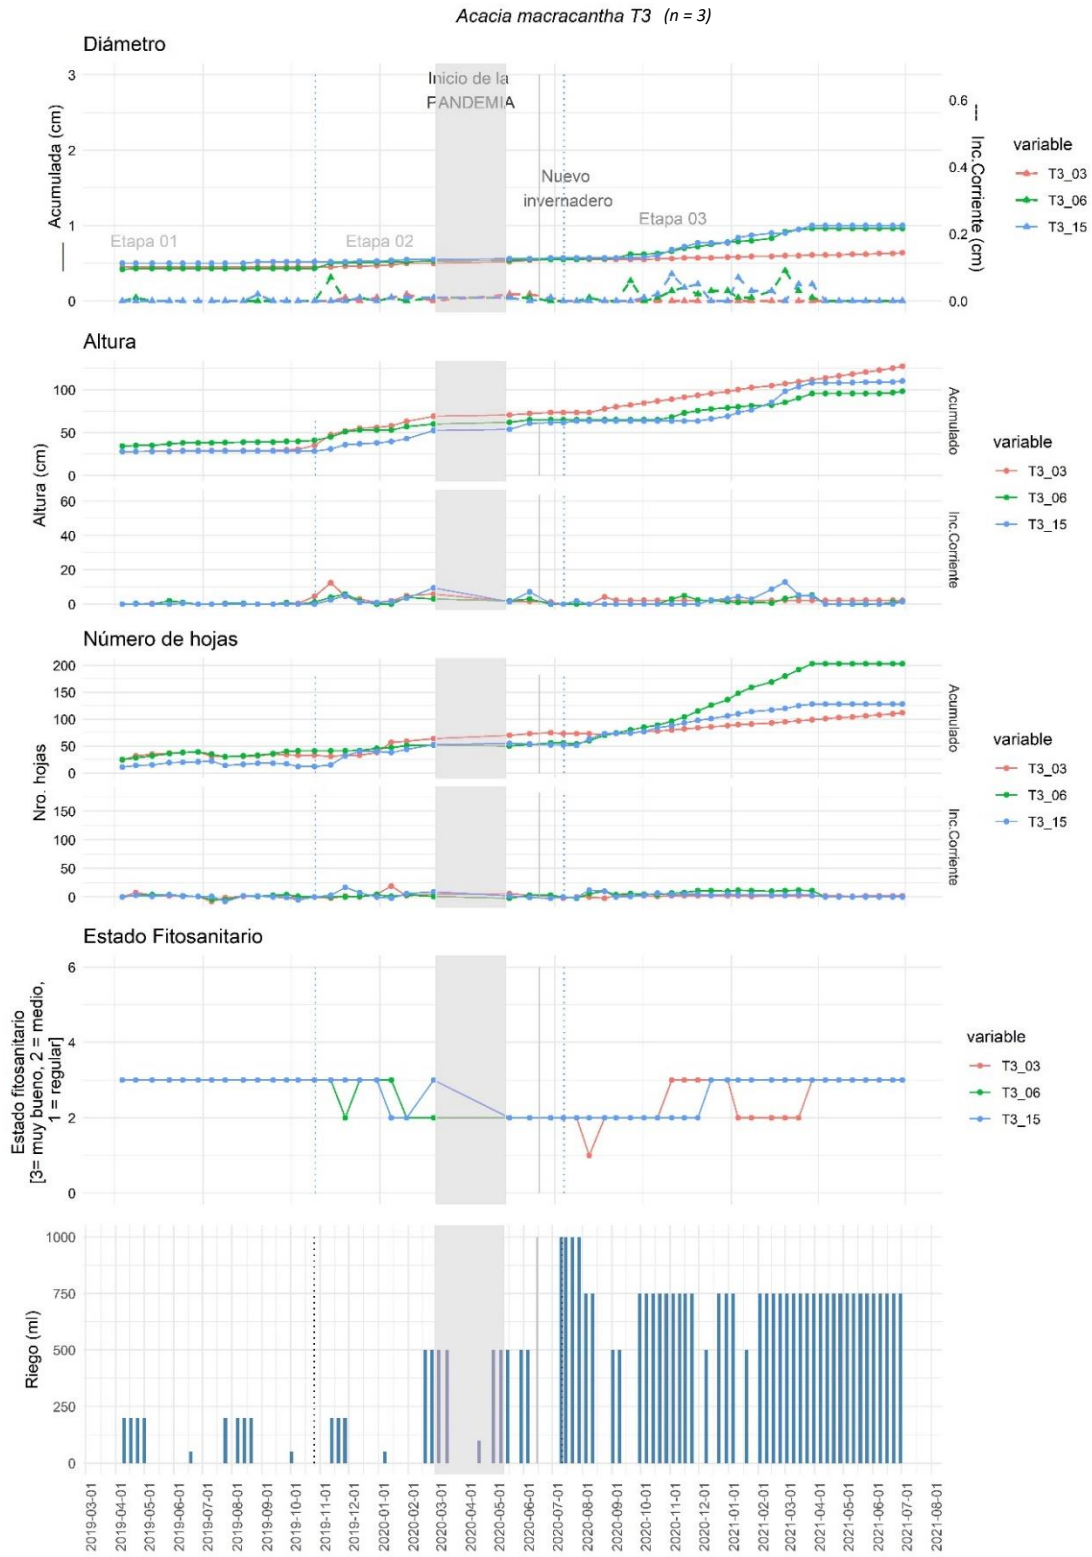 Acacia macracantha T3 (n = 3)
Diámetro
3
2
1
0
Acumulada (cm)
Inicio de la
PANDEMIA
Nuevo
invernadero
Etapa 01
Etapa 02
Etapa 03
0.6
0.4
0.2
0.0
Inc.Corriente (cm)
variable
T3_03
T3_06
T3_15
Altura
100
50
0
Acumulado
60
40
20
0
Inc.Corriente
Altura (cm)
variable
T3_03
T3_06
T3_15
Número de hojas
200
150
100
50
0
Acumulado
150
100
50
0
Inc.Corriente
Nro. hojas
variable
T3_03
T3_06
T3_15
Estado Fitosanitario
6
4
2
0
Estado fitosanitario
[3= muy bueno, 2 = medio,
1 = regular]
variable
T3_03
T3_06
T3_15
1000
750
500
250
0
Riego (ml)
2019-03-01
2019-04-01
2019-05-01
2019-06-01
2019-07-01
2019-08-01
2019-09-01
2019-10-01
2019-11-01
2019-12-01
2020-01-01
2020-02-01
2020-03-01
2020-04-01
2020-05-01
2020-06-01
2020-07-01
2020-08-01
2020-09-01
2020-10-01
2020-11-01
2020-12-01
2021-01-01
2021-02-01
2021-03-01
2021-04-01
2021-05-01
2021-06-01
2021-07-01
2021-08-01